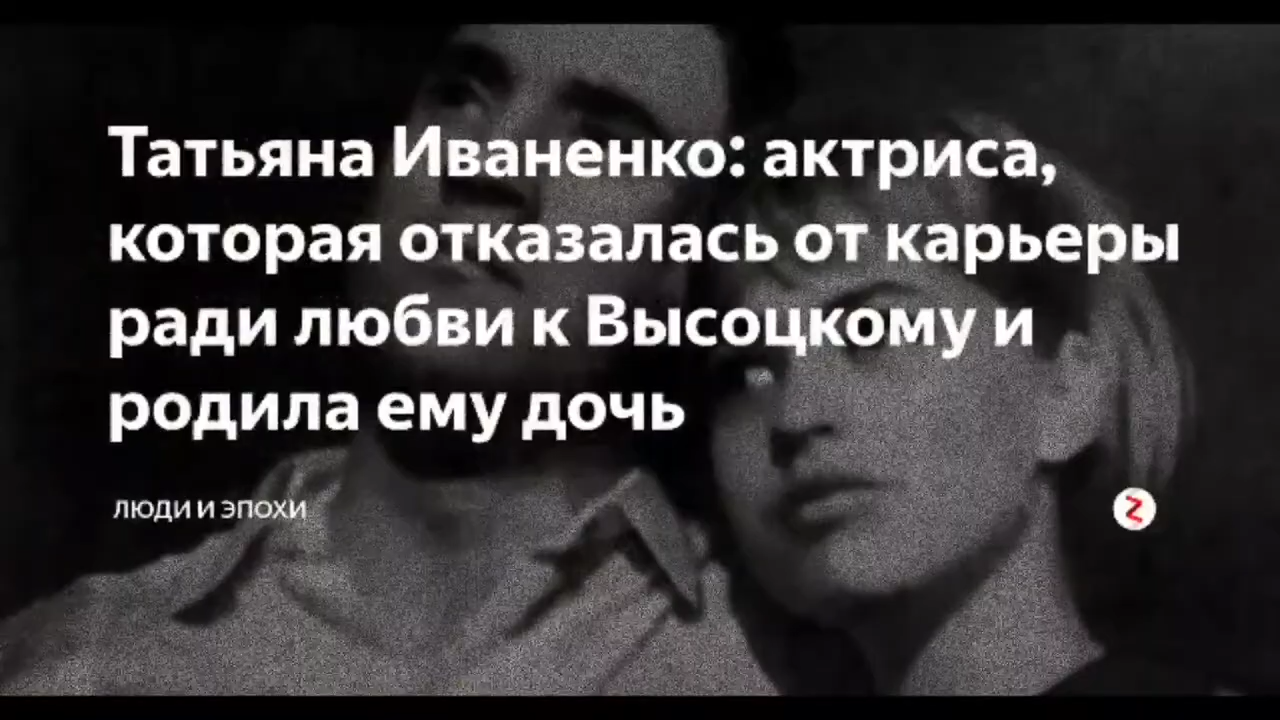 Татьяна Иваненко: актриса,
которая отказалась от карьеры
ради любви к Высоцкому и
родила ему дочь
ЛЮДИ И ЭПОХИ
Z